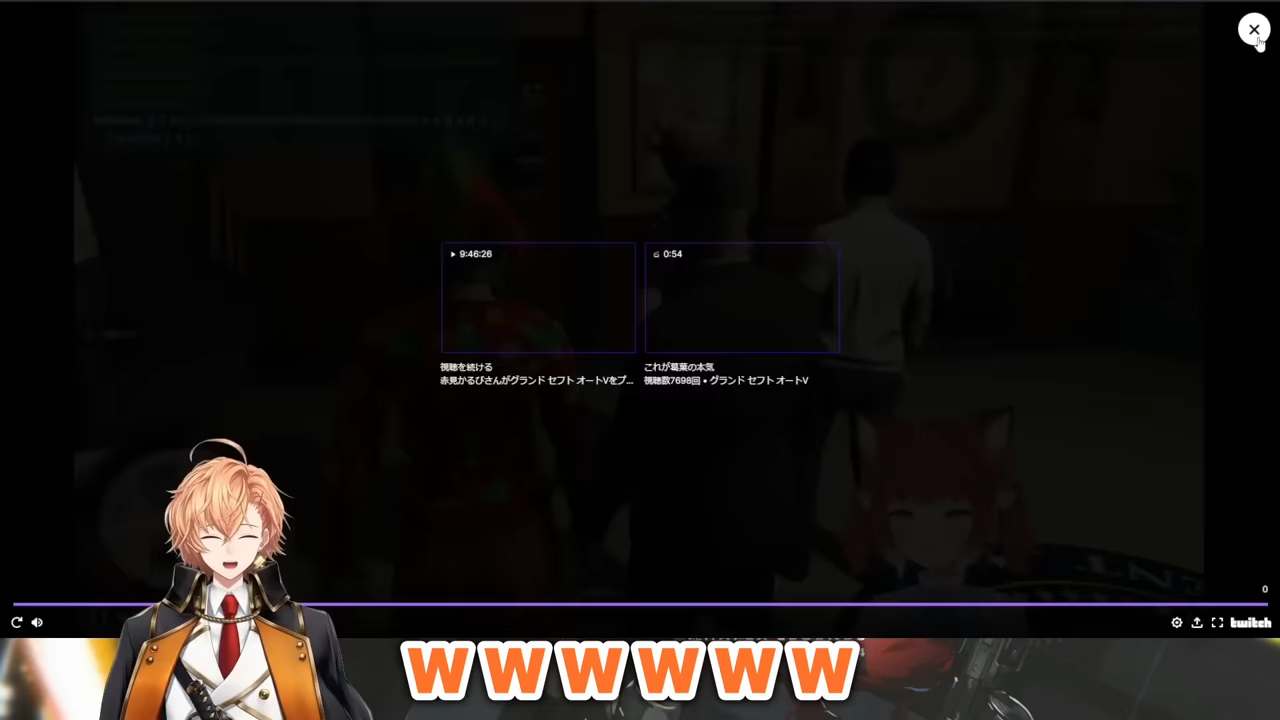 9:46:26
0:54
視聴を続ける
赤見かるびさんがグランド セフト オートVをプ...
これが葛葉の本気
視聴数7698回 • グランド セフト オートV
0
twitch
WWWWWW